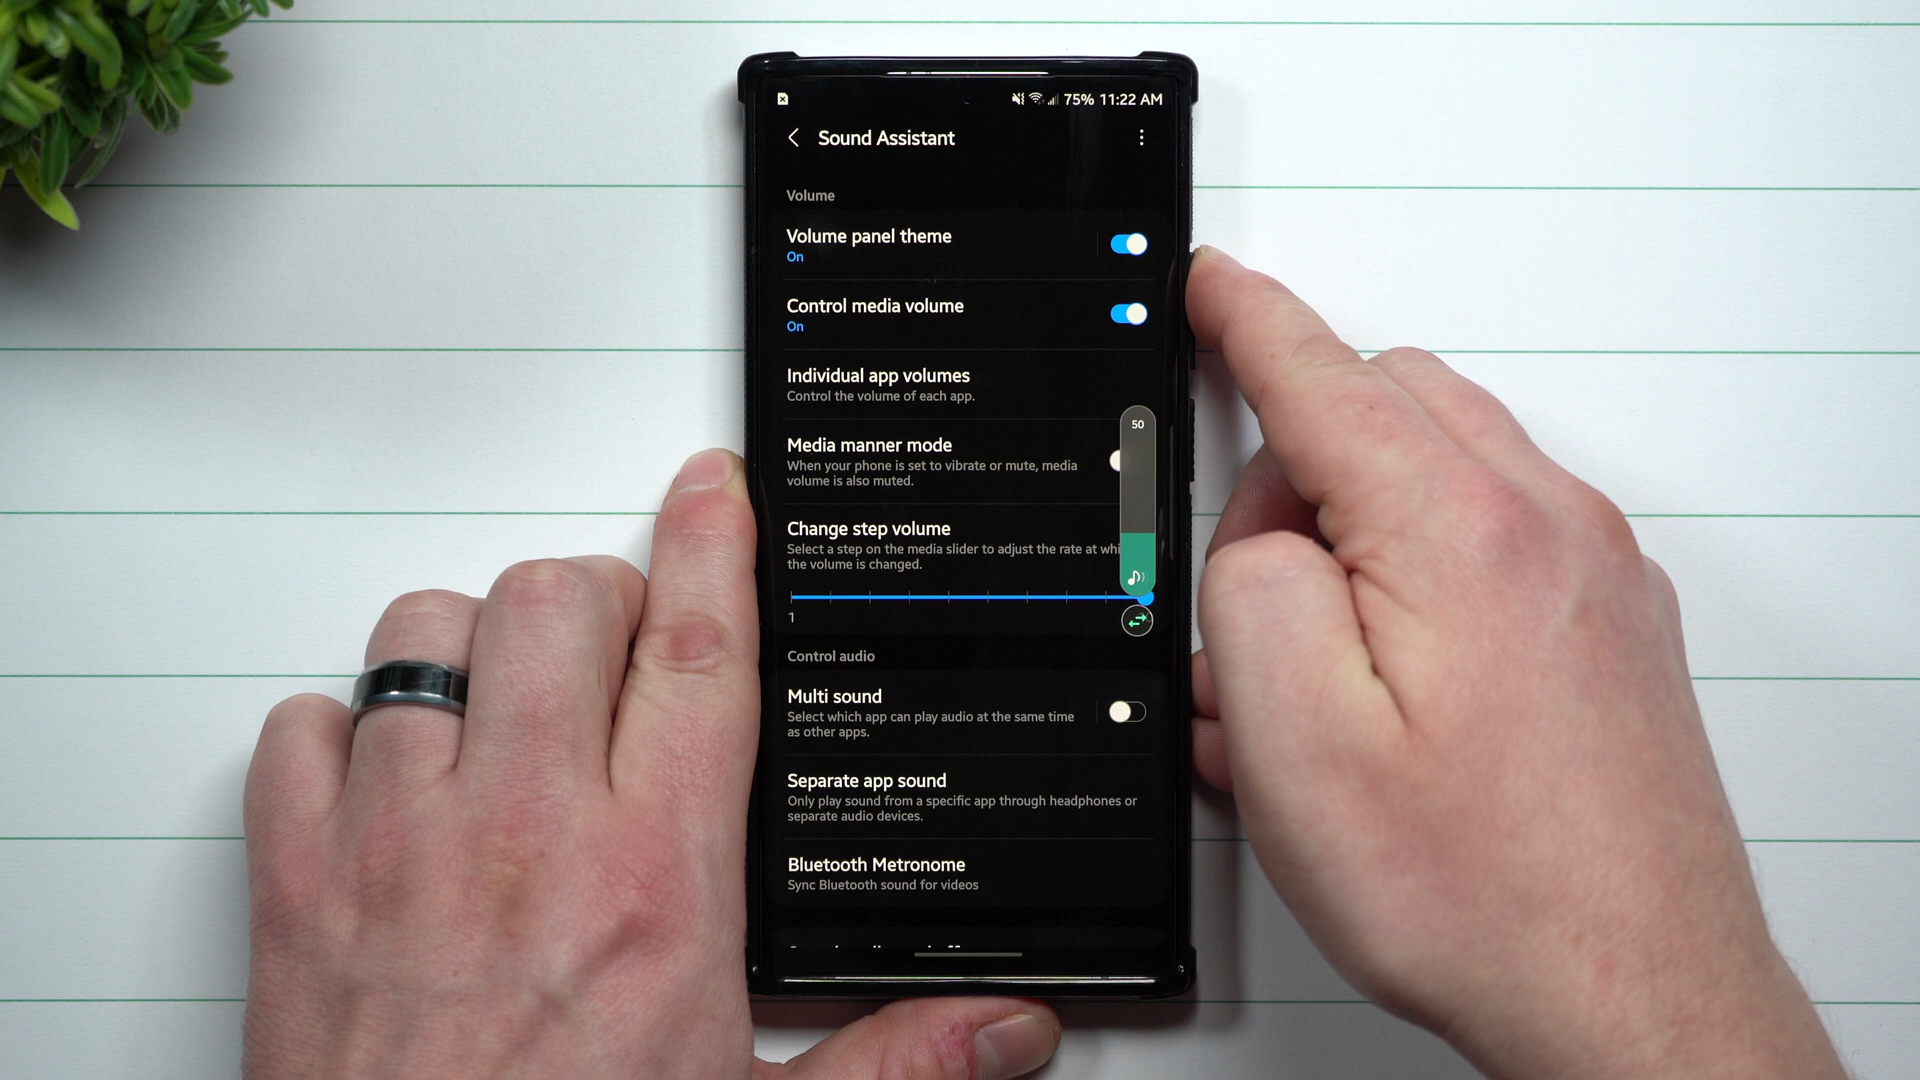 75% 11:22 AM
Sound Assistant
Volume
Volume panel theme
On
Control media volume
On
Individual app volumes
Control the volume of each app.
50
Media manner mode
When your phone is set to vibrate or mute, media
volume is also muted.
Change step volume
Select a step on the media slider to adjust the rate at
the volume is changed.
1
Control audio
Multi sound
Select which app can play audio at the same time
as other apps.
Separate app sound
Only play sound from a specific app through headphones or
separate audio devices.
Bluetooth Metronome
Sync Bluetooth sound for videos